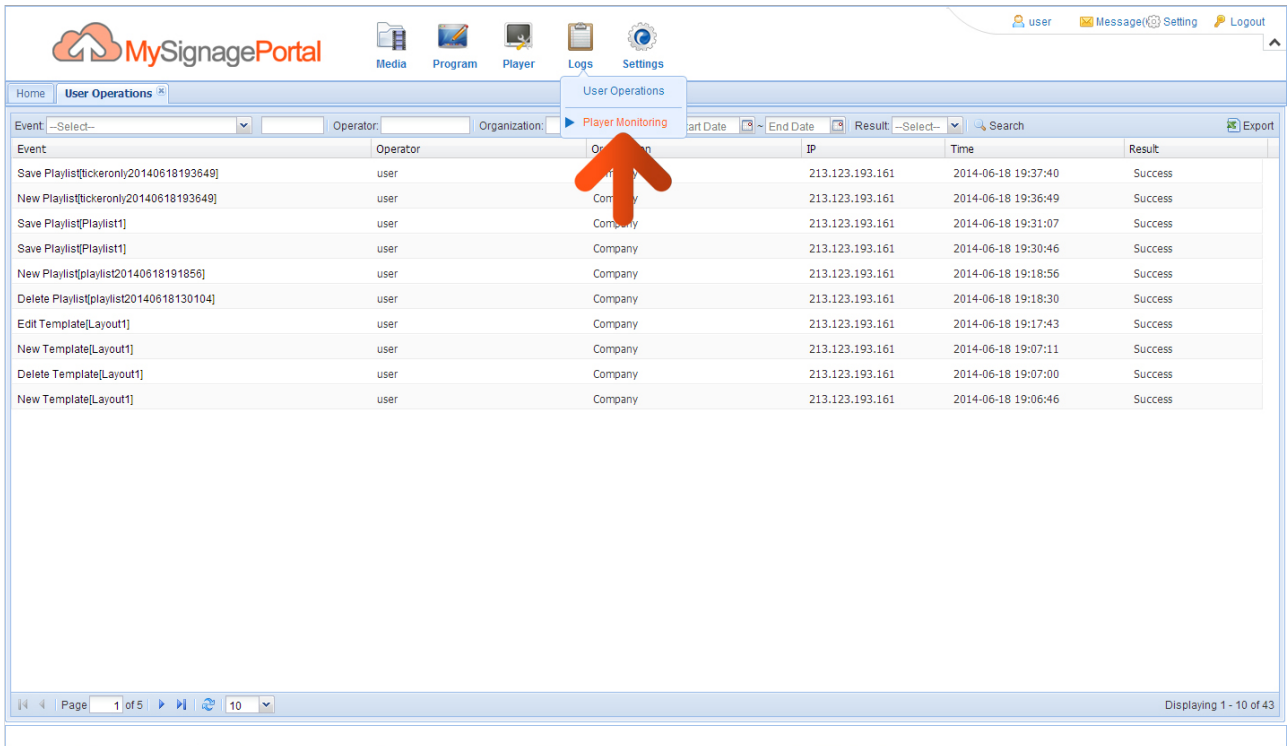 MySignagePortal
Media Program Player Logs Settings
user Message( Setting Logout
Home User Operations
User Operations
Player Monitoring
Event: --Select-- Operator: Organization: art Date ~ End Date Result: --Select-- Search Export
Event Operator IP Time Result
Save Playlist[tickeronly20140618193649] user 213.123.193.161 2014-06-18 19:37:40 Success
New Playlist[tickeronly20140618193649] user Company 213.123.193.161 2014-06-18 19:36:49 Success
Save Playlist[Playlist1] user Company 213.123.193.161 2014-06-18 19:31:07 Success
Save Playlist[Playlist1] user Company 213.123.193.161 2014-06-18 19:30:46 Success
New Playlist[playlist20140618191856] user Company 213.123.193.161 2014-06-18 19:18:56 Success
Delete Playlist[playlist20140618130104] user Company 213.123.193.161 2014-06-18 19:18:30 Success
Edit Template[Layout1] user Company 213.123.193.161 2014-06-18 19:17:43 Success
New Template[Layout1] user Company 213.123.193.161 2014-06-18 19:07:11 Success
Delete Template[Layout1] user Company 213.123.193.161 2014-06-18 19:07:00 Success
New Template[Layout1] user Company 213.123.193.161 2014-06-18 19:06:46 Success
Page 1 of 5 10 Displaying 1 - 10 of 43